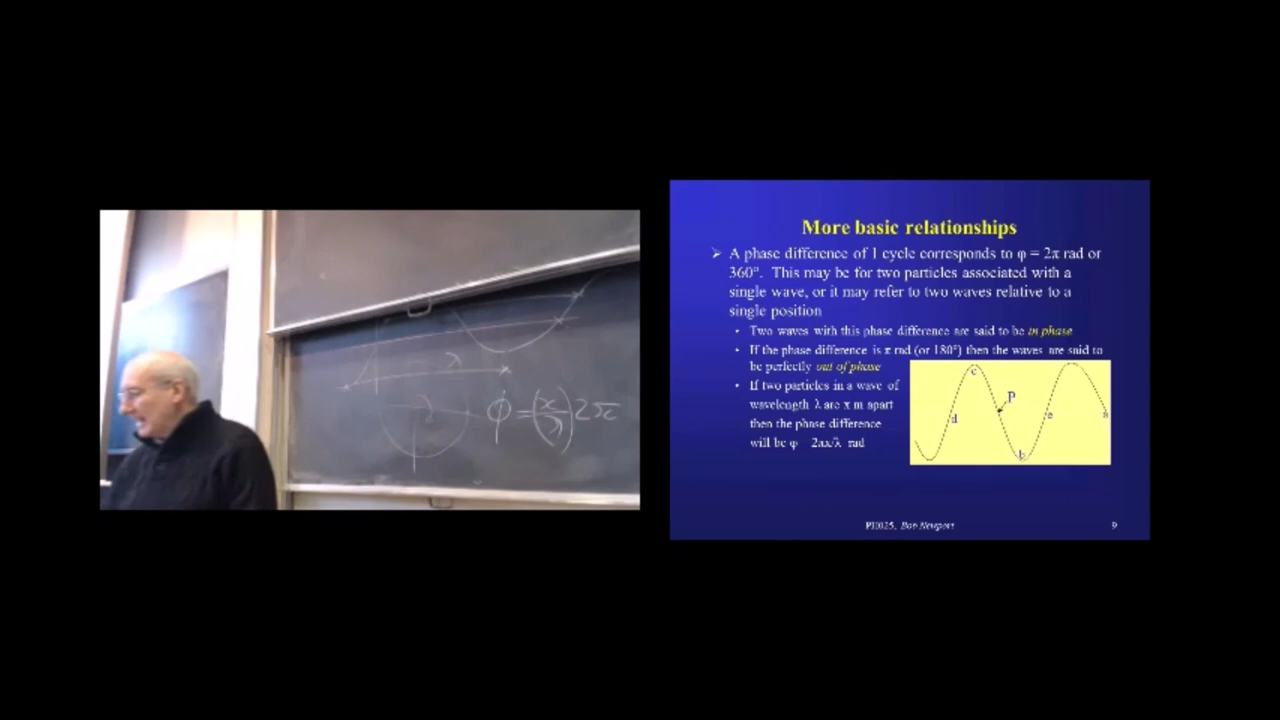 λ
λ
φ = (x/λ) 2π
More basic relationships
➢ A phase difference of 1 cycle corresponds to φ = 2π rad or
360°. This may be for two particles associated with a
single wave, or it may refer to two waves relative to a
single position
• Two waves with this phase difference are said to be in phase
• If the phase difference is π rad (or 180°) then the waves are said to
be perfectly out of phase
• If two particles in a wave of
wavelength λ are x m apart
then the phase difference
will be φ 2πx/λ rad
c
P
d
e
a
b
PH025, Bob Newport
9